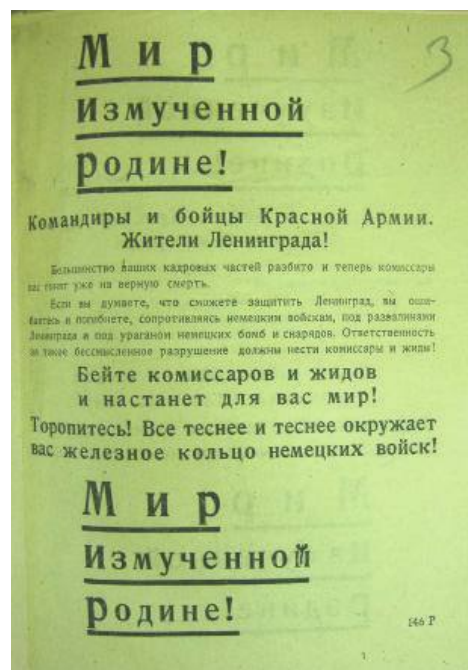 3
Мир
Измученной
Родине!
Командиры и бойцы Красной Армии.
Жители Ленинграда!
Большинство ваших кадровых частей разбито и теперь комиссары
вас гонят уже на верную смерть.
Если вы думаете, что сможете защитить Ленинград, вы оши-
баетесь и погибнете, сопротивляясь немецким войскам, под развалинами
Ленинграда и под ураганом немецких бомб и снарядов. Ответственность
за такое бессмысленное разрушение должны нести комиссары и жиды!
Бейте комиссаров и жидов
и настанет для вас мир!
Торопитесь! Все теснее и теснее окружает
вас железное кольцо немецких войск!
Мир
Измученной
Родине!
146 Р